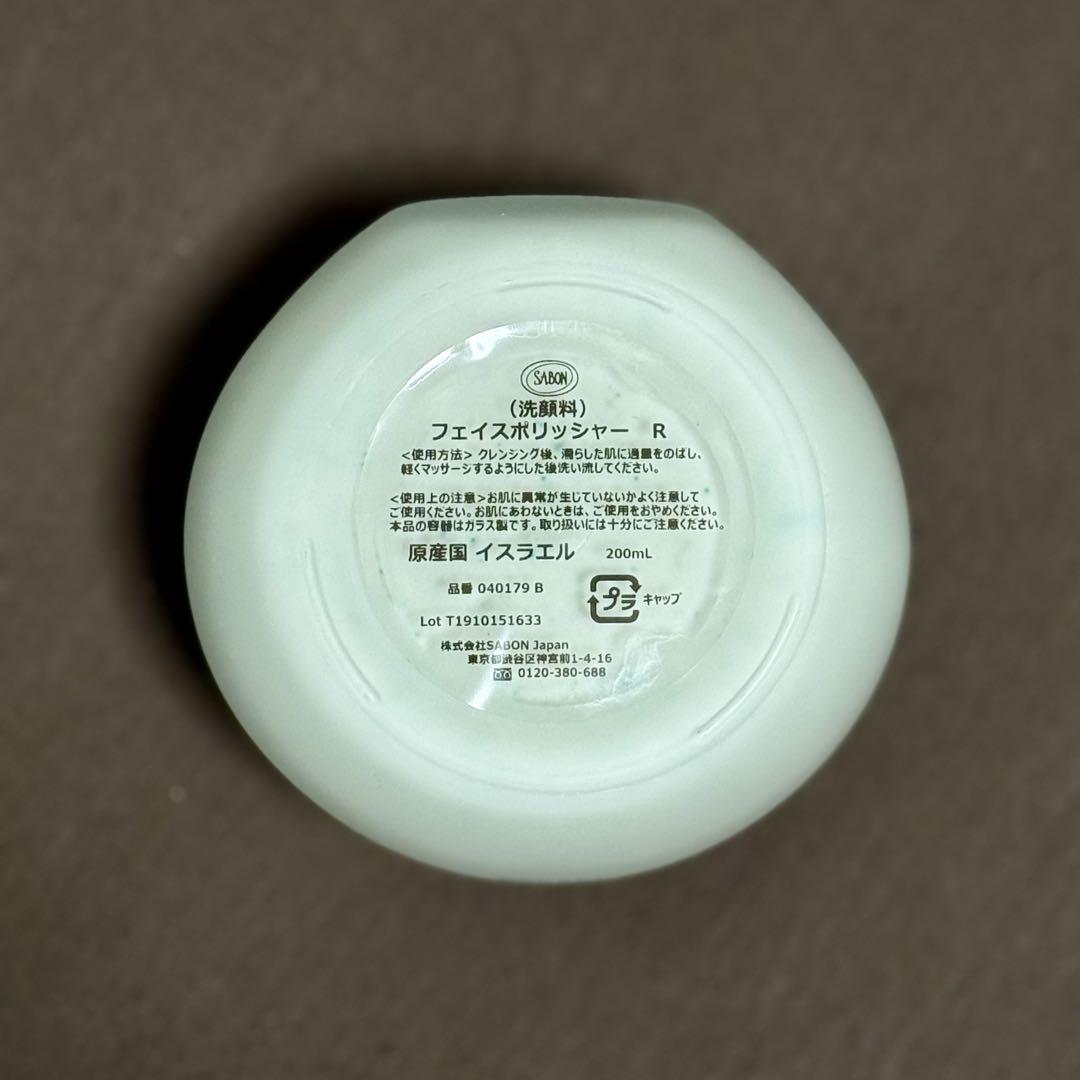 SABON
(洗顔料)
フェイスポリッシャー R
<使用方法> クレンジング後、濡らした肌に適量をのばし、
軽くマッサージするようにした後洗い流してください。
<使用上の注意>お肌に異常が生じていないかよく注意して
ご使用ください。お肌にあわないときは、ご使用をおやめください。
本品の容器はガラス製です。取り扱いには十分にご注意ください。
原産国 イスラエル 200mL
品番 040179 B
プラ キャップ
Lot T1910151633
株式会社SABON Japan
東京都渋谷区神宮前1-4-16
0120-380-688